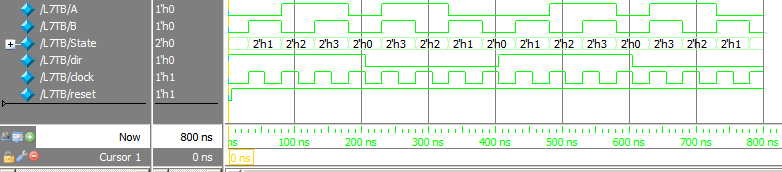 /L7TB/A 1'h0
/L7TB/B 1'h0
/L7TB/State 2'h0 2'h1 2'h2 2'h3 2'h0 2'h3 2'h2 2'h1 2'h0 2'h1 2'h2 2'h3 2'h0 2'h3 2'h2 2'h1
/L7TB/dir 1'h0
/L7TB/clock 1'h1
/L7TB/reset 1'h1
Now 800 ns ns 100 ns 200 ns 300 ns 400 ns 500 ns 600 ns 700 ns 800 ns
Cursor 1 0 ns 0 ns